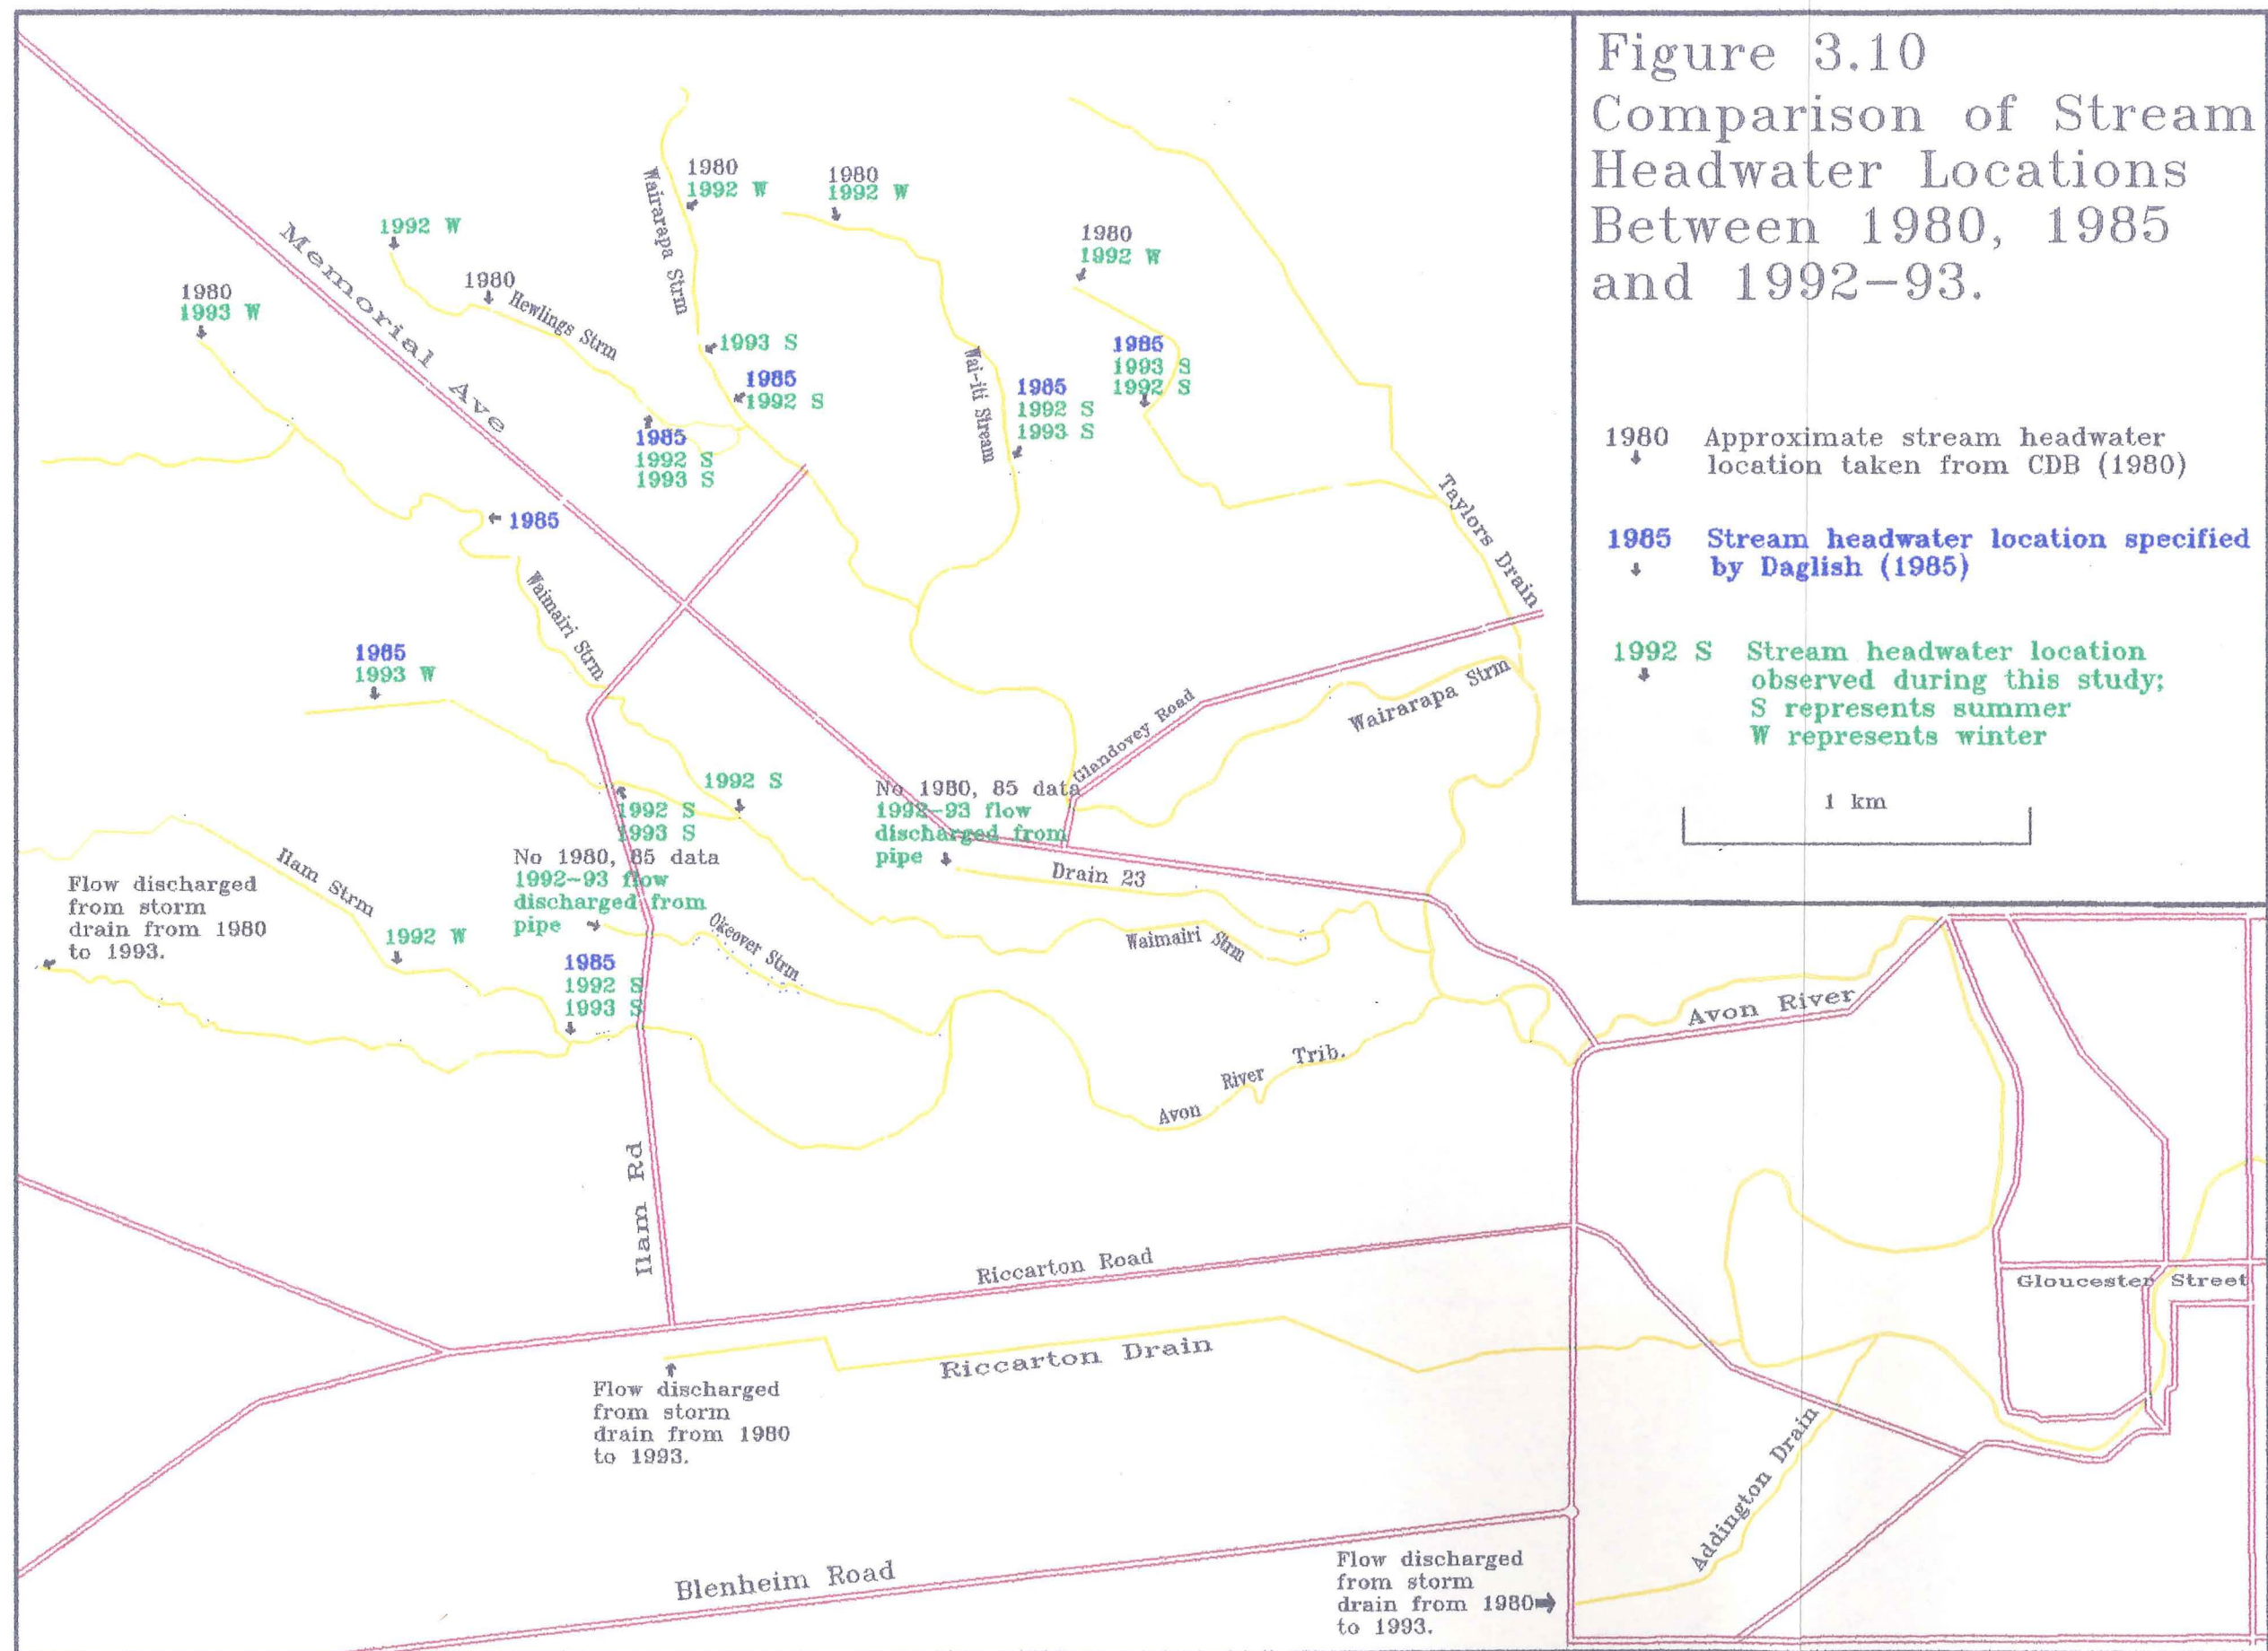 Figure 3.10
Comparison of Stream
Headwater Locations
Between 1980, 1985
and 1992-93.
1980 Approximate stream headwater
location taken from CDB (1980)
1985 Stream headwater location specified
by Daglish (1985)
1992 S Stream headwater location
observed during this study;
S represents summer
W represents winter
1 km
Memorial Ave
1980
1992 W
Wairarapa Strm
1980
1992 W
1992 W
1980
Hewlings Strm
1980
1993 W
1980
1992 W
1993 S
1985
1992 S
1985
1992 S
1993 S
Wai-iti Stream
1985
1992 S
1993 S
1985
1993 S
1992 S
Taylors Drain
1985
Waimairi Strm
1985
1993 W
Glandovey Road
Wairarapa Strm
1992 S
1992 S
1993 S
No 1980, 85 data
1992-93 flow
discharged from
pipe
Drain 23
Ilam Strm
Flow discharged
from storm
drain from 1980
to 1993.
No 1980, 85 data
1992-93 flow
discharged from
pipe
1992 W
Okeover Strm
Waimairi Strm
1985
1992 S
1993 S
Avon River
Avon River Trib.
Ilam Rd
Riccarton Road
Gloucester Street
Riccarton Drain
Flow discharged
from storm
drain from 1980
to 1993.
Addington Drain
Blenheim Road
Flow discharged
from storm
drain from 1980
to 1993.